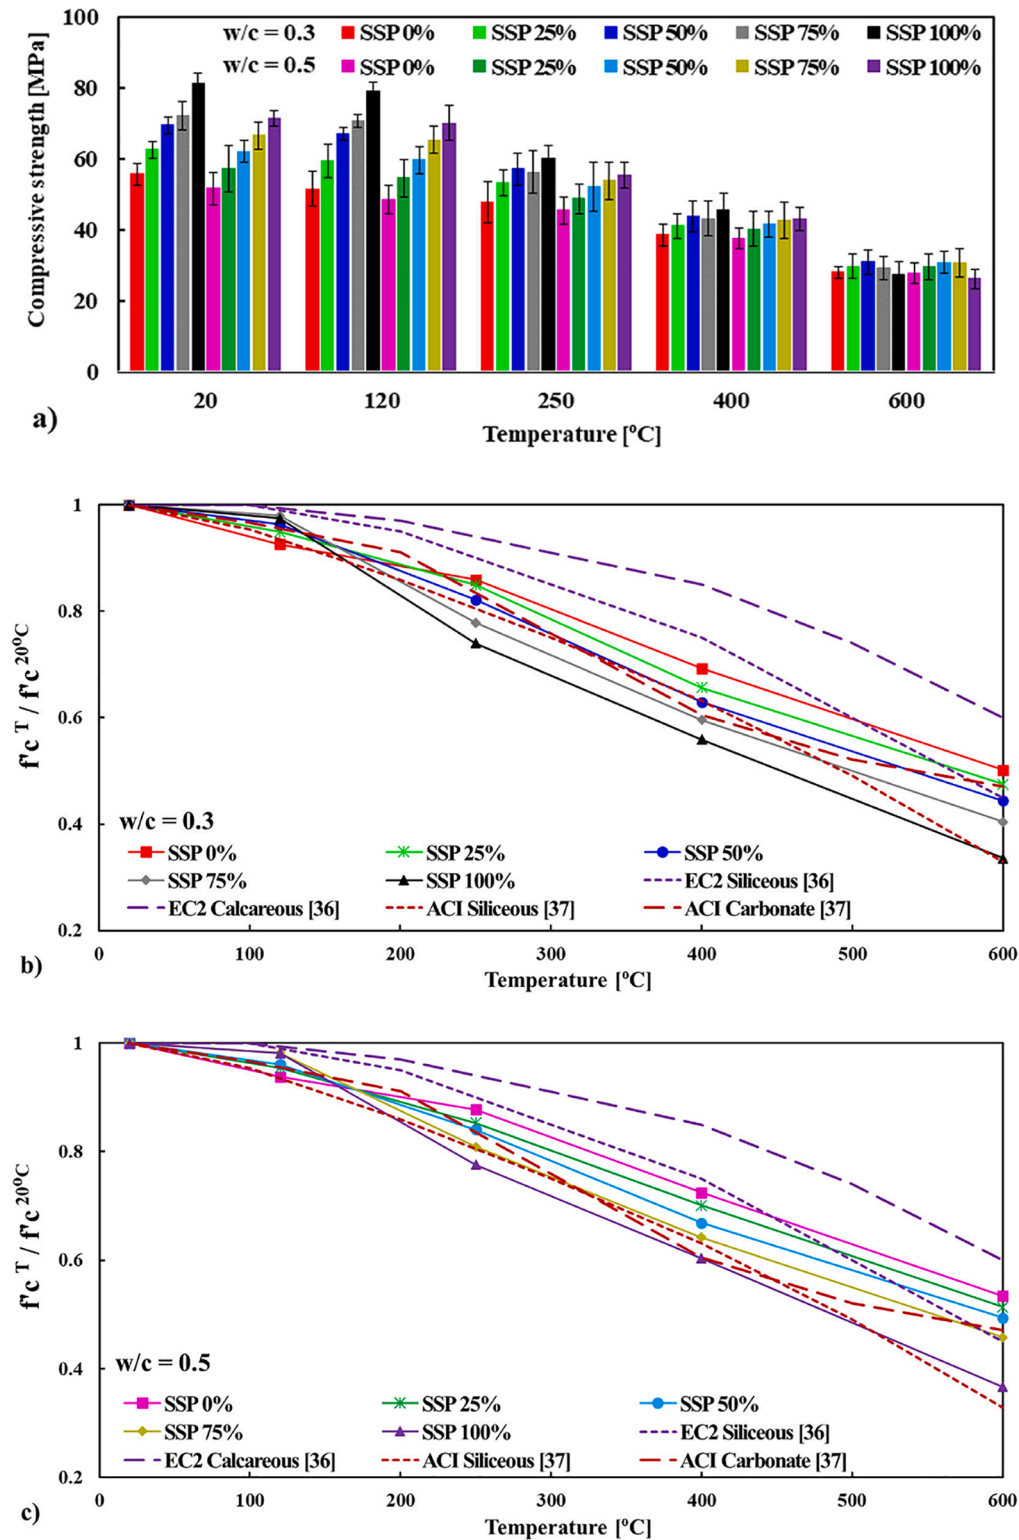 100
80
60
40
20
0
Compressive strength [MPa]
w/c = 0.3 SSP 0% SSP 25% SSP 50% SSP 75% SSP 100%
w/c = 0.5 SSP 0% SSP 25% SSP 50% SSP 75% SSP 100%
20 120 250 400 600
Temperature [ºC]
a)
1
0.8
0.6
0.4
0.2
f'c T / f'c 20ºC
w/c = 0.3
SSP 0% SSP 25% SSP 50%
SSP 75% SSP 100% EC2 Siliceous [36]
EC2 Calcareous [36] ACI Siliceous [37] ACI Carbonate [37]
0 100 200 300 400 500 600
Temperature [ºC]
b)
1
0.8
0.6
0.4
0.2
f'c T / f'c 20ºC
w/c = 0.5
SSP 0% SSP 25% SSP 50%
SSP 75% SSP 100% EC2 Siliceous [36]
EC2 Calcareous [36] ACI Siliceous [37] ACI Carbonate [37]
0 100 200 300 400 500 600
Temperature [ºC]
c)